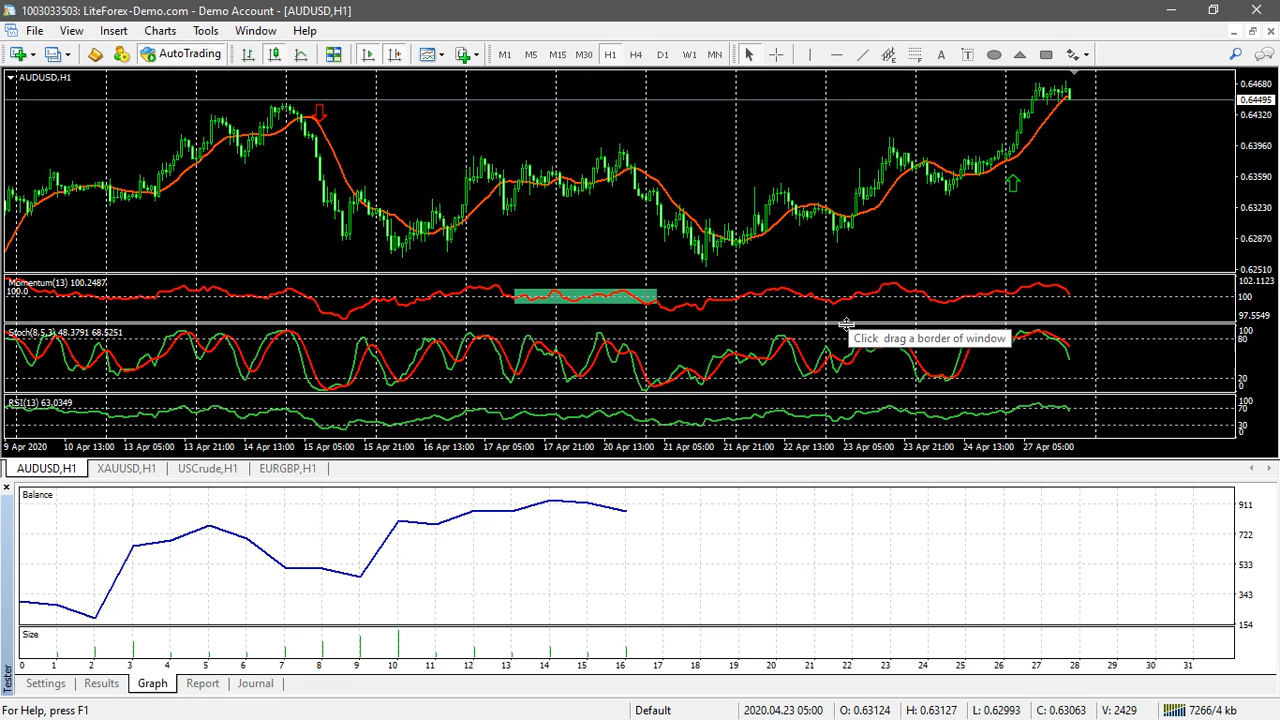 1003033503: LiteForex-Demo.com - Demo Account - [AUDUSD,H1]
File View Insert Charts Tools Window Help
AutoTrading M1 M5 M15 M30 H1 H4 D1 W1 MN A T
AUDUSD,H1
0.64680
0.64495
0.64320
0.63960
0.63590
0.63230
0.62870
0.62510
Momentum(13) 100.2487
100.0
102.1123
100
97.5549
Stoch(8,5,3) 48.3791 68.5251
100
80
20
0
Click drag a border of window
RSI(13) 63.0349
100
70
30
0
9 Apr 2020 10 Apr 13:00 13 Apr 05:00 13 Apr 21:00 14 Apr 13:00 15 Apr 05:00 15 Apr 21:00 16 Apr 13:00 17 Apr 05:00 17 Apr 21:00 20 Apr 13:00 21 Apr 05:00 21 Apr 21:00 22 Apr 13:00 23 Apr 05:00 23 Apr 21:00 24 Apr 13:00 27 Apr 05:00
AUDUSD,H1 XAUUSD,H1 USCrude,H1 EURGBP,H1
Balance
911
722
533
343
154
Size
0 1 2 3 4 5 6 7 8 9 10 11 12 13 14 15 16 17 18 19 20 21 22 23 24 25 26 27 28 29 30 31
Tester
Settings Results Graph Report Journal
For Help, press F1 Default 2020.04.23 05:00 O: 0.63124 H: 0.63127 L: 0.62993 C: 0.63063 V: 2429 7266/4 kb